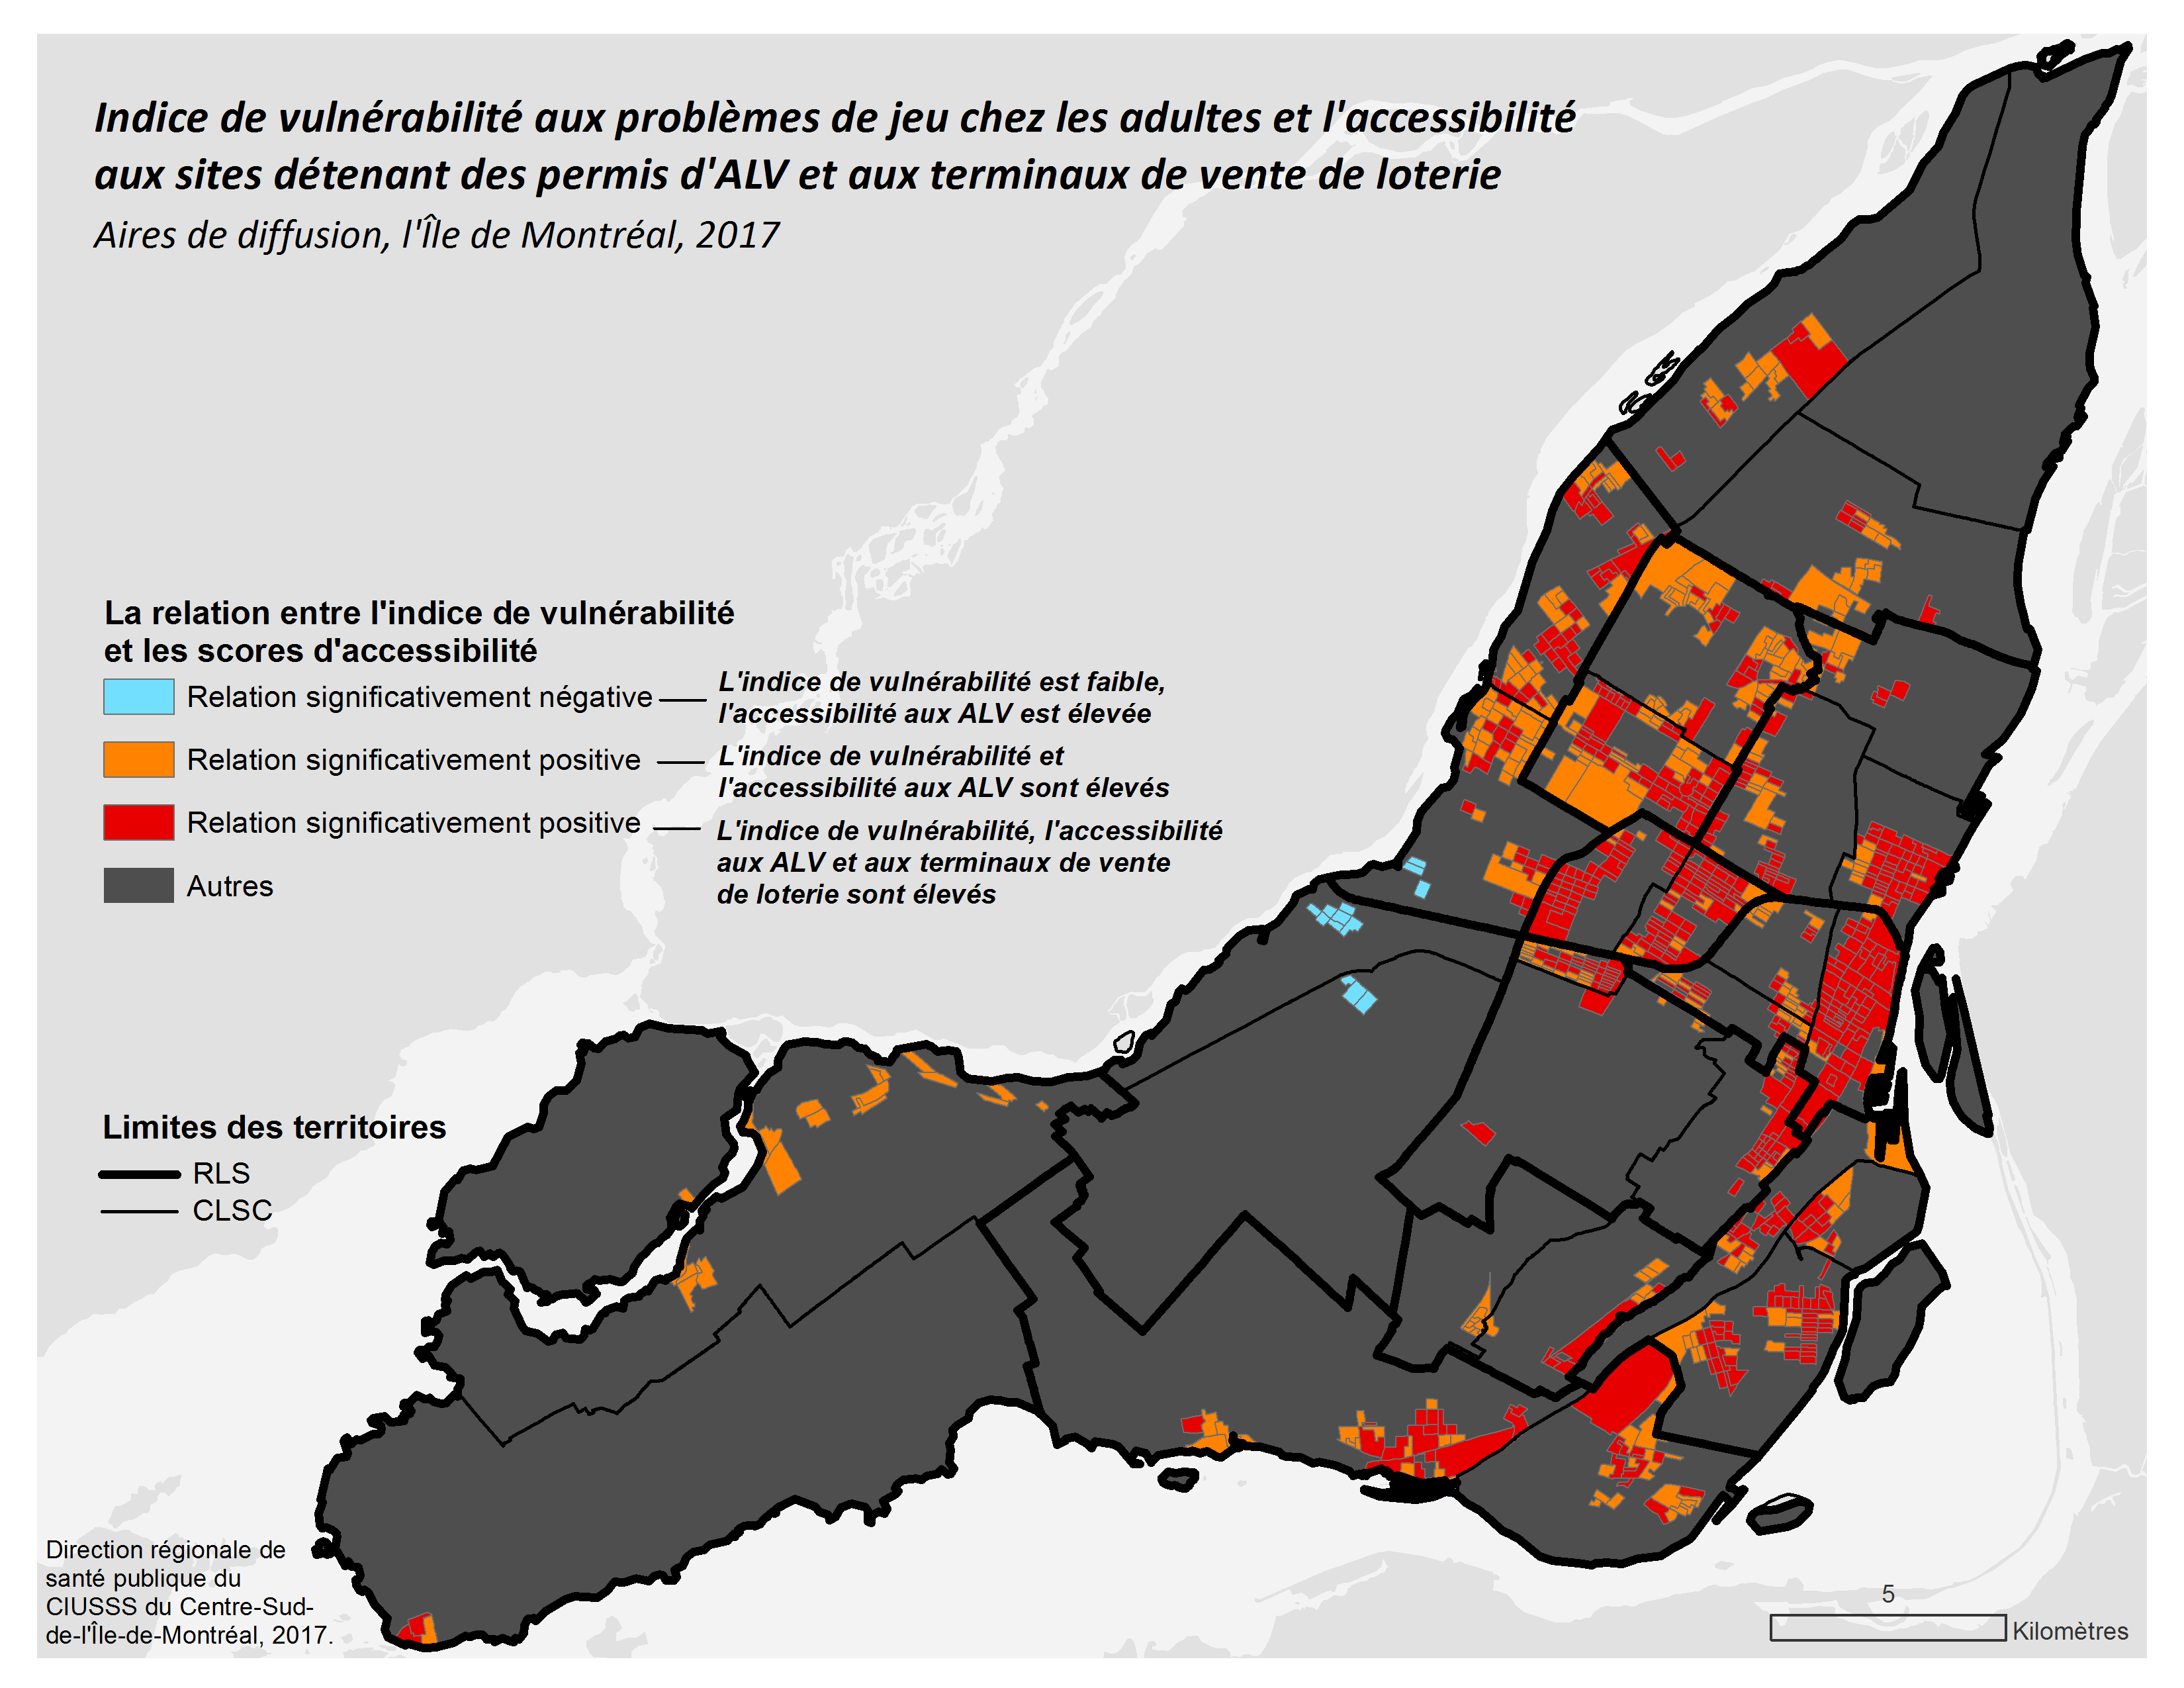 Indice de vulnérabilité aux problèmes de jeu chez les adultes et l'accessibilité
aux sites détenant des permis d'ALV et aux terminaux de vente de loterie
Aires de diffusion, l'Île de Montréal, 2017
La relation entre l'indice de vulnérabilité
et les scores d'accessibilité
Relation significativement négative
L'indice de vulnérabilité est faible,
l'accessibilité aux ALV est élevée
Relation significativement positive
L'indice de vulnérabilité et
l'accessibilité aux ALV sont élevés
Relation significativement positive
L'indice de vulnérabilité, l'accessibilité
aux ALV et aux terminaux de vente
de loterie sont élevés
Autres
Limites des territoires
RLS
CLSC
Direction régionale de
santé publique du
CIUSSS du Centre-Sud-
de-l'Île-de-Montréal, 2017.
5
Kilomètres